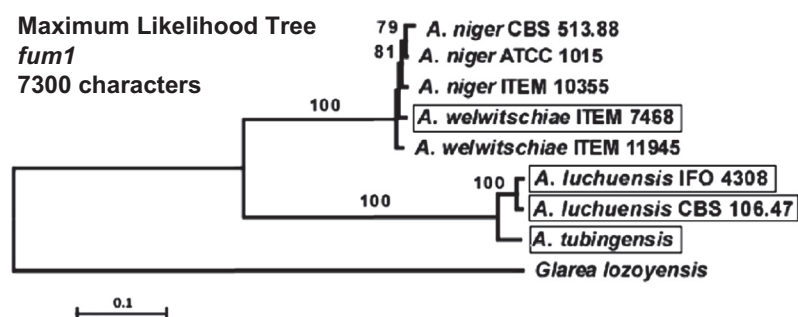 Maximum Likelihood Tree
fum1
7300 characters
79
A. niger CBS 513.88
81
A. niger ATCC 1015
A. niger ITEM 10355
100
A. welwitschiae ITEM 7468
A. welwitschiae ITEM 11945
100
A. luchuensis IFO 4308
100
A. luchuensis CBS 106.47
A. tubingensis
Glarea lozoyensis
0.1